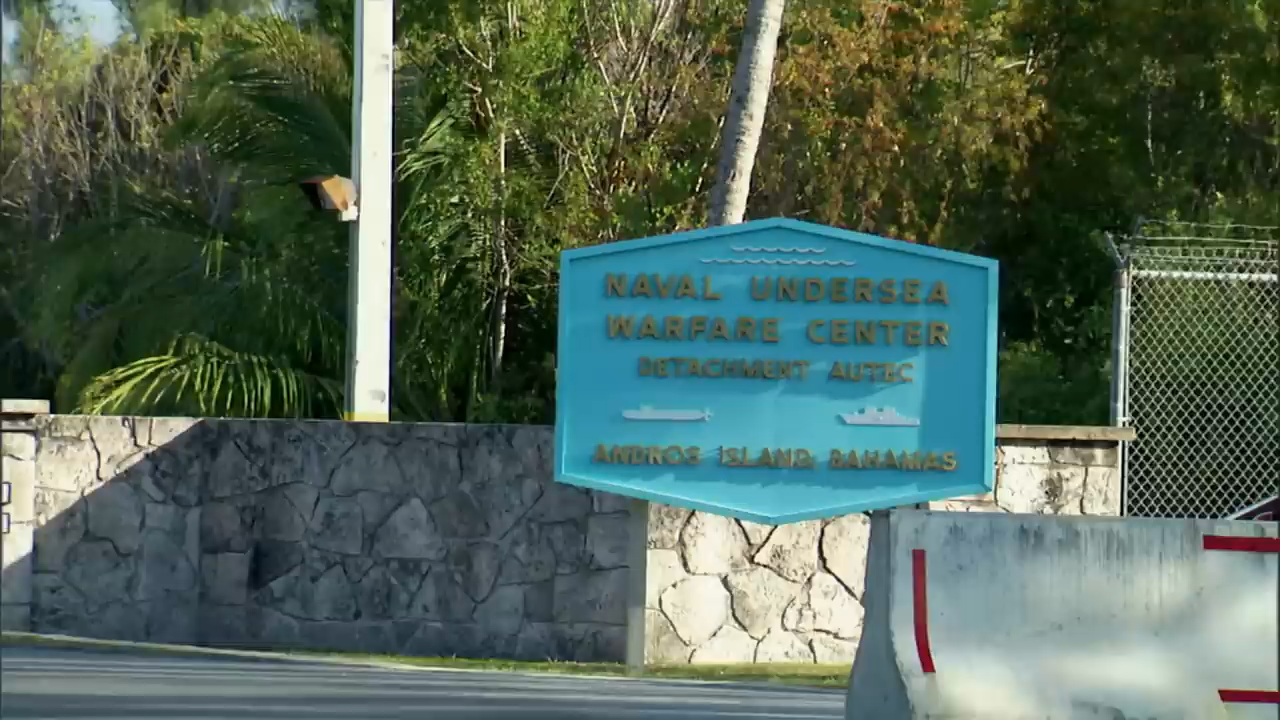 NAVAL UNDERSEA
WARFARE CENTER
DETACHMENT AUTEC
ANDROS ISLAND, BAHAMAS